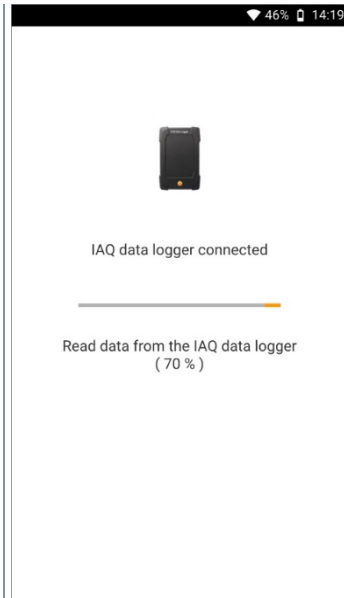 46% 14:19
IAQ data logger connected
Read data from the IAQ data logger
( 70 % )